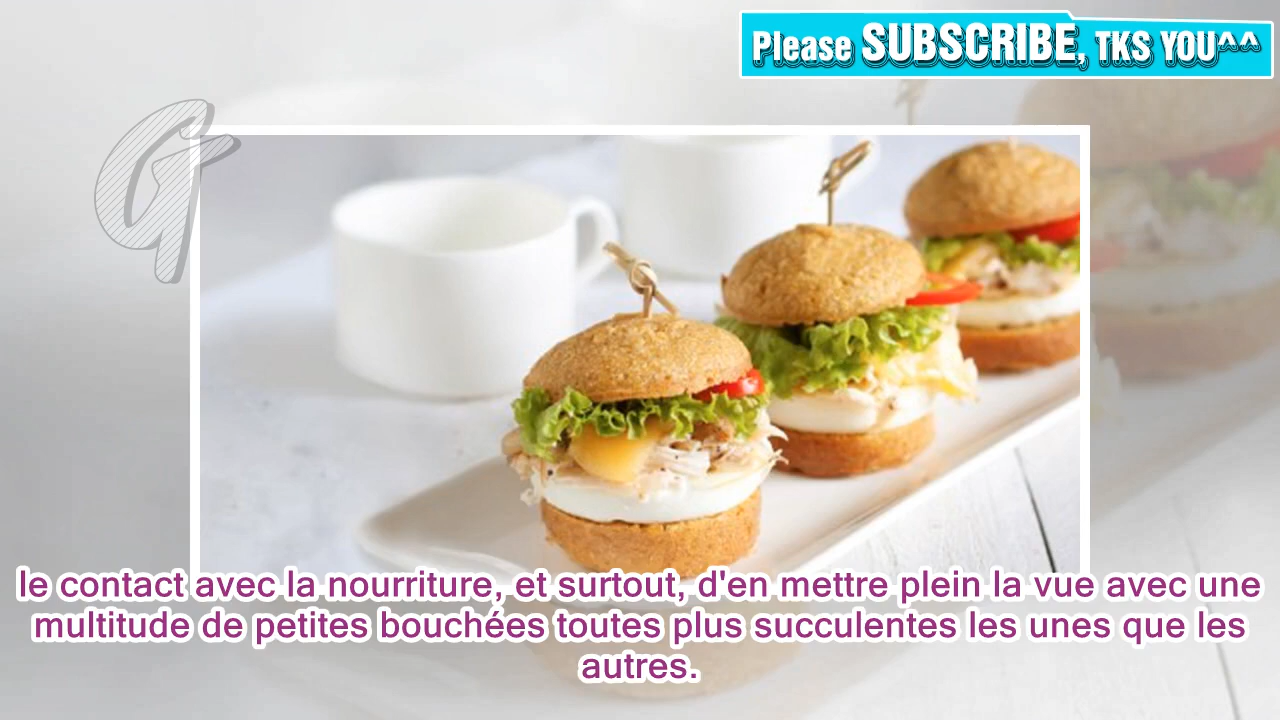 Please SUBSCRIBE, TKS YOU^^
G
le contact avec la nourriture, et surtout, d'en mettre plein la vue avec une
multitude de petites bouchées toutes plus succulentes les unes que les
autres.